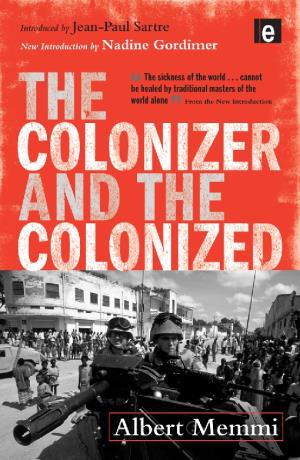 Introduced by Jean-Paul Sartre
New Introduction by Nadine Gordimer
e
“ The sickness of the world . . . cannot
be healed by traditional masters of the
world alone ” From the New Introduction
THE
COLONIZER
AND THE
COLONIZED
Albert Memmi